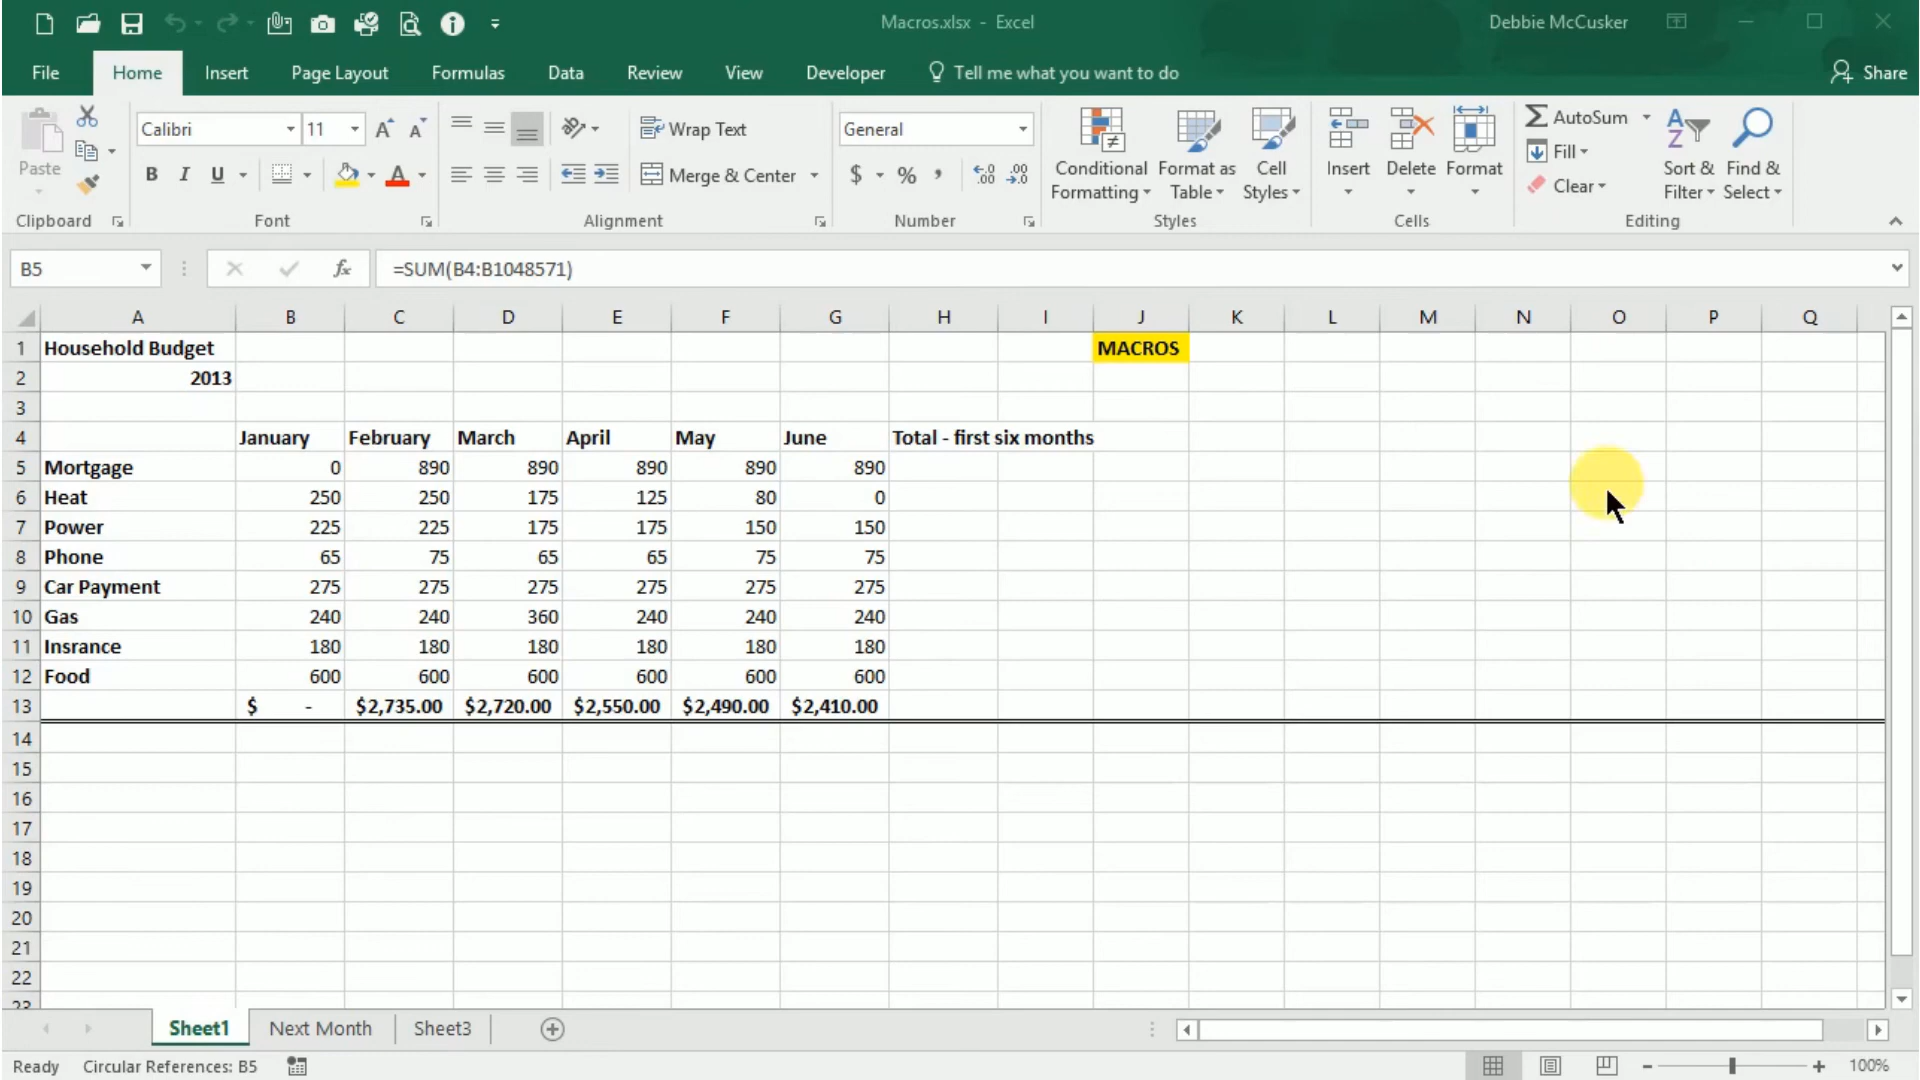 Macros.xlsx - Excel
Debbie McCusker
File Home Insert Page Layout Formulas Data Review View Developer Tell me what you want to do Share
Calibri 11 Wrap Text General AutoSum
Fill
Paste B I U Merge & Center $ % , Conditional Formatting Format as Table Cell Styles Insert Delete Format Clear Sort & Filter Find & Select
Clipboard Font Alignment Number Styles Cells Editing
B5 fx =SUM(B4:B1048571)
A B C D E F G H I J K L M N O P Q
1 Household Budget MACROS
2 2013
3
4 January February March April May June Total - first six months
5 Mortgage 0 890 890 890 890 890
6 Heat 250 250 175 125 80 0
7 Power 225 225 175 175 150 150
8 Phone 65 75 65 65 75 75
9 Car Payment 275 275 275 275 275 275
10 Gas 240 240 360 240 240 240
11 Insrance 180 180 180 180 180 180
12 Food 600 600 600 600 600 600
13 $ - $2,735.00 $2,720.00 $2,550.00 $2,490.00 $2,410.00
14
15
16
17
18
19
20
21
22
23
Sheet1 Next Month Sheet3
Ready Circular References: B5 100%